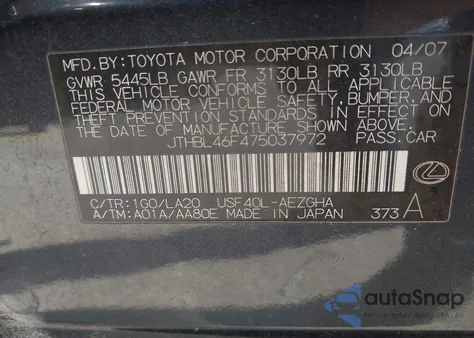 MFD.BY: TOYOTA MOTOR CORPORATION 04/07
GVWR 5445LB GAWR FR 3130LB RR 3130LB
THIS VEHICLE CONFORMS TO ALL APPLICABLE
FEDERAL MOTOR VEHICLE SAFETY, BUMPER, AND
THEFT PREVENTION STANDARDS IN EFFECT ON
THE DATE OF MANUFACTURE SHOWN ABOVE.
JTHBL46F475037972 PASS.CAR
C/TR: 1G0/LA20 USF40L-AEZGHA
A/TM: A01A/AA80E MADE IN JAPAN 373 A
autoSnap